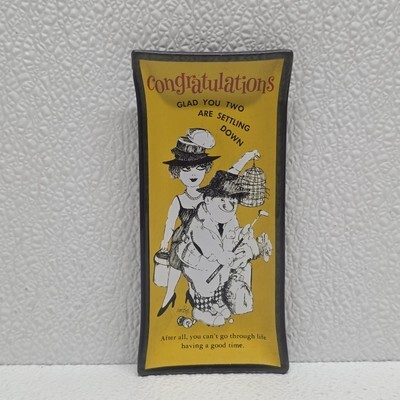 Congratulations
GLAD YOU TWO
ARE SETTLING
DOWN
After all, you can't go through life
having a good time.